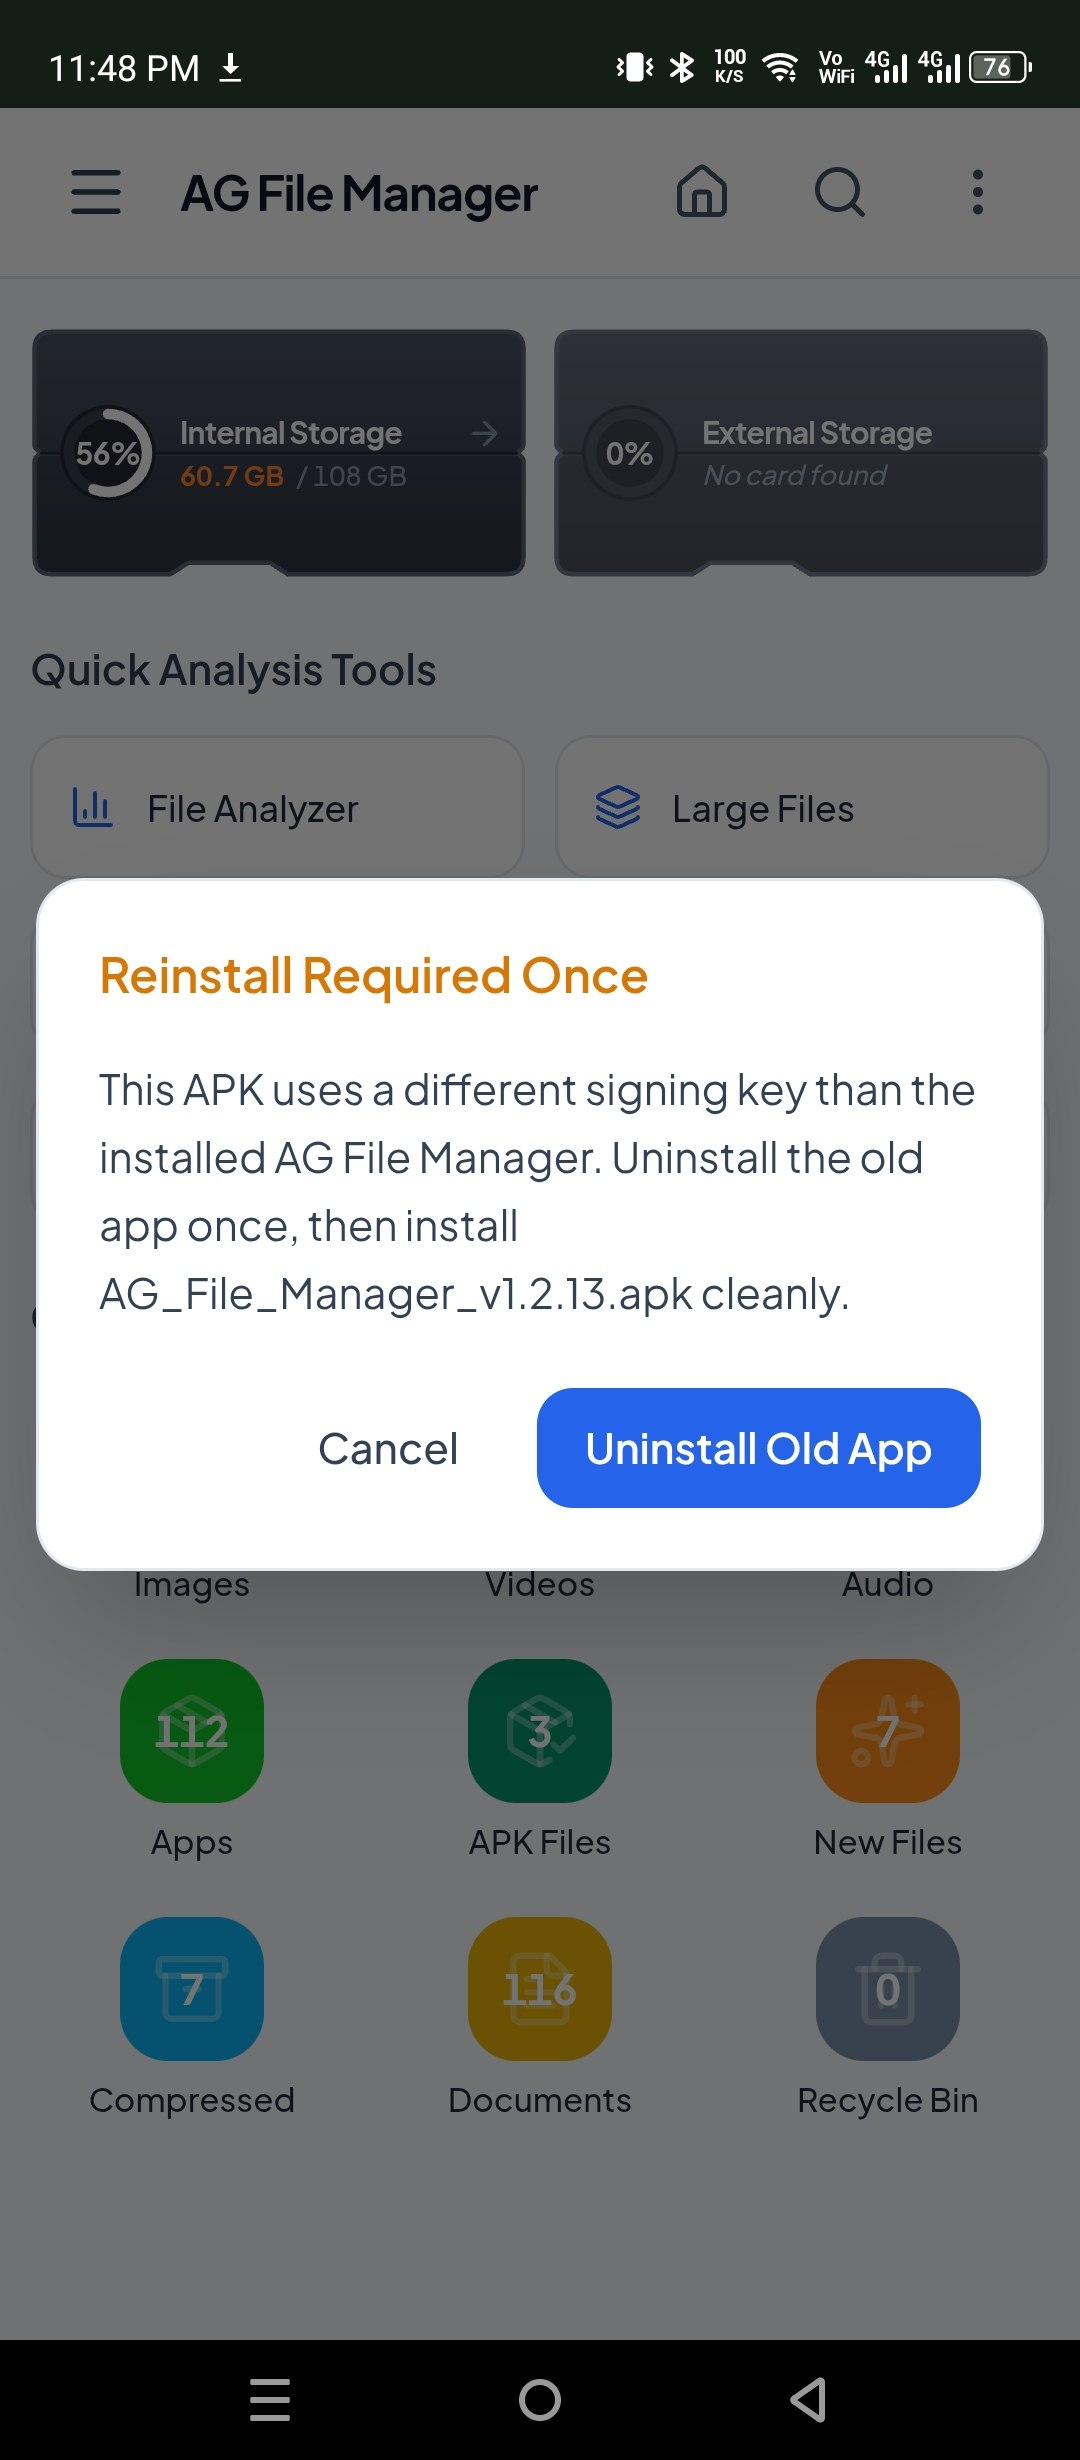 11:48 PM
100
K/S
Vo
WiFi
4G
4G
76
AG File Manager
56%
Internal Storage
60.7 GB / 108 GB
0%
External Storage
No card found
Quick Analysis Tools
File Analyzer
Large Files
Reinstall Required Once
This APK uses a different signing key than the
installed AG File Manager. Uninstall the old
app once, then install
AG_File_Manager_v1.2.13.apk cleanly.
Cancel
Uninstall Old App
Images
Videos
Audio
112
3
7
Apps
APK Files
New Files
7
116
0
Compressed
Documents
Recycle Bin